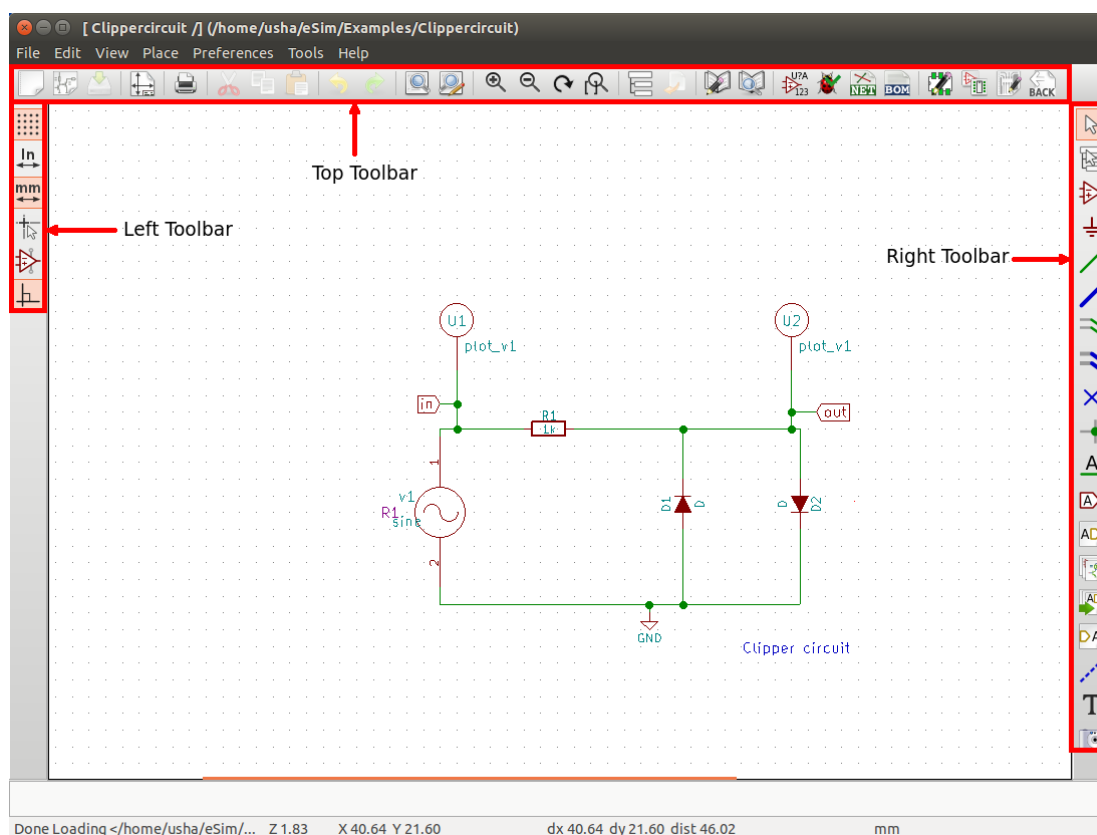 [ Clippercircuit /] (/home/usha/eSim/Examples/Clippercircuit)
File Edit View Place Preferences Tools Help
U?A
123
NET
BOM
BACK
In
mm
Top Toolbar
Left Toolbar
Right Toolbar
U1
plot_v1
U2
plot_v1
in
out
R1
1k
1
v1
R1
sine
2
D1
D
D
D2
GND
Clipper circuit
A
A
T
Done Loading </home/usha/eSim/... Z 1.83 X 40.64 Y 21.60 dx 40.64 dy 21.60 dist 46.02 mm